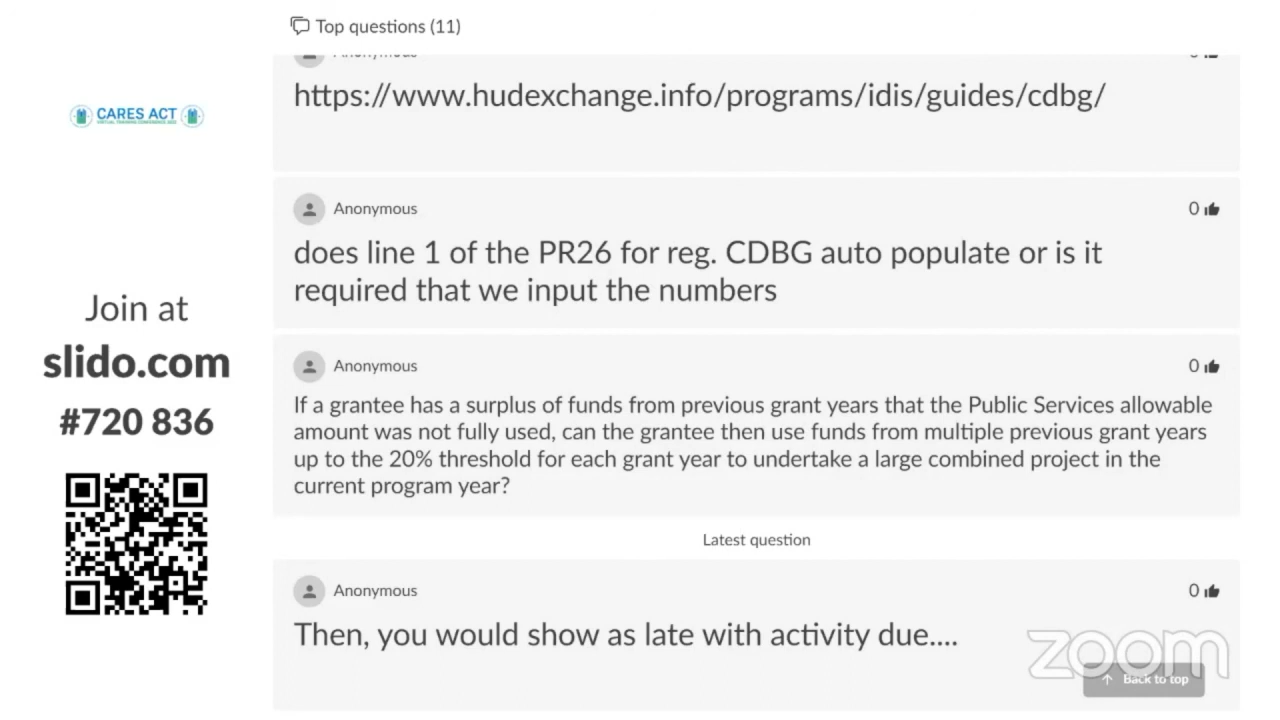 Top questions (11)
Anonymous
https://www.hudexchange.info/programs/idis/guides/cdbg/
CARES ACT
Anonymous
0
does line 1 of the PR26 for reg. CDBG auto populate or is it
required that we input the numbers
Join at
slido.com
#720 836
Anonymous
0
If a grantee has a surplus of funds from previous grant years that the Public Services allowable
amount was not fully used, can the grantee then use funds from multiple previous grant years
up to the 20% threshold for each grant year to undertake a large combined project in the
current program year?
Latest question
Anonymous
0
Then, you would show as late with activity due....
zoom
↑ Back to top